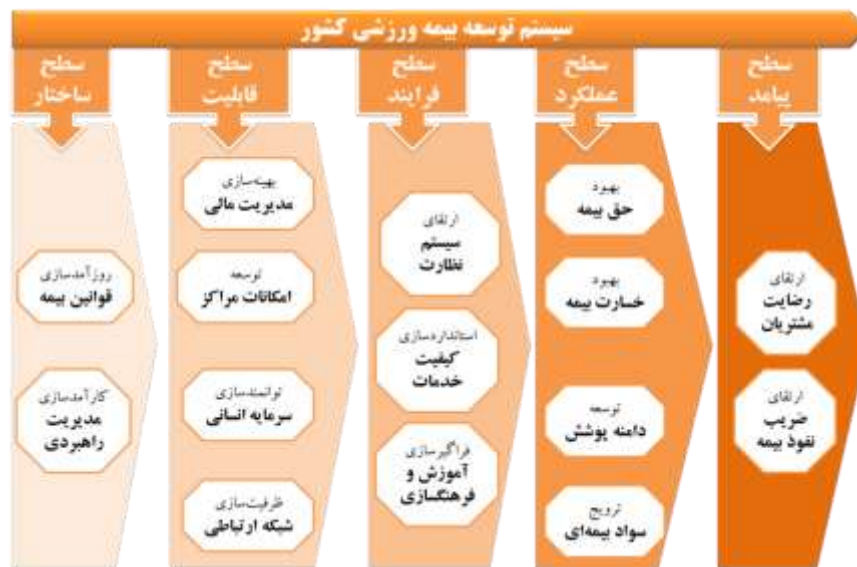 سیستم توسعه بیمه ورزشی کشور
سطح
ساختار
سطح
قابلیت
سطح
فرایند
سطح
عملکرد
سطح
پیامد
روزآمدسازی
قوانین بیمه
کارآمدسازی
مدیریت
راهبردی
بهینه‌سازی
مدیریت مالی
توسعه
امکانات مراکز
توانمندسازی
سرمایه انسانی
ظرفیت‌سازی
شبکه ارتباطی
ارتقای
سیستم
نظارت
استانداردسازی
کیفیت
خدمات
فراگیرسازی
آموزش و
فرهنگسازی
بهبود
حق بیمه
بهبود
خسارت بیمه
توسعه
دامنه پوشش
ترویج
سواد بیمه‌ای
ارتقای
رضایت
مشتریان
ارتقای
ضریب
نفوذ بیمه